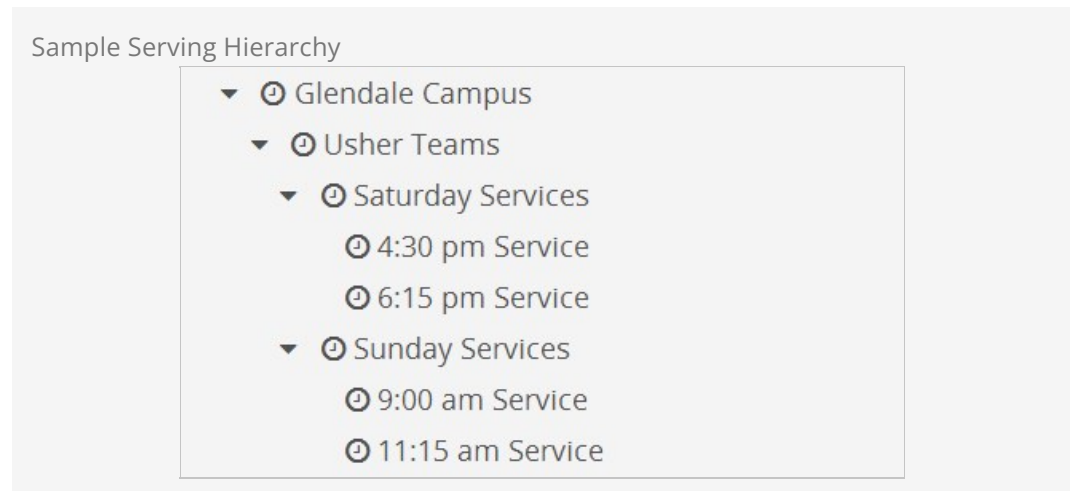 Sample Serving Hierarchy
Glendale Campus
Usher Teams
Saturday Services
4:30 pm Service
6:15 pm Service
Sunday Services
9:00 am Service
11:15 am Service